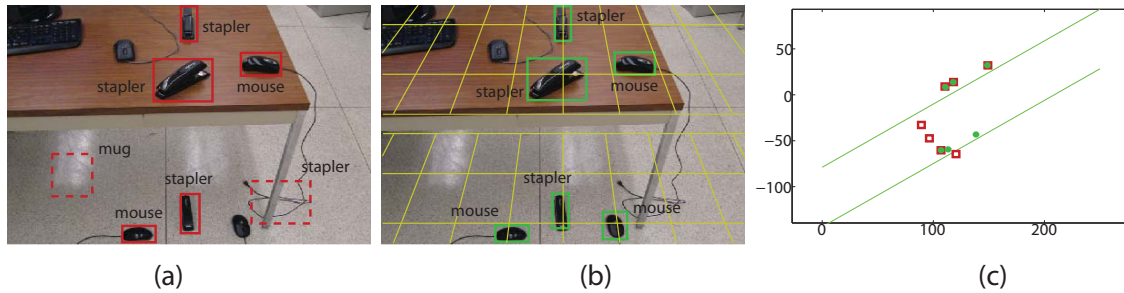 stapler
stapler
mouse
mug
stapler
stapler
mouse
(a)
stapler
stapler
mouse
stapler
mouse
mouse
(b)
50
0
−50
−100
0
100
200
(c)